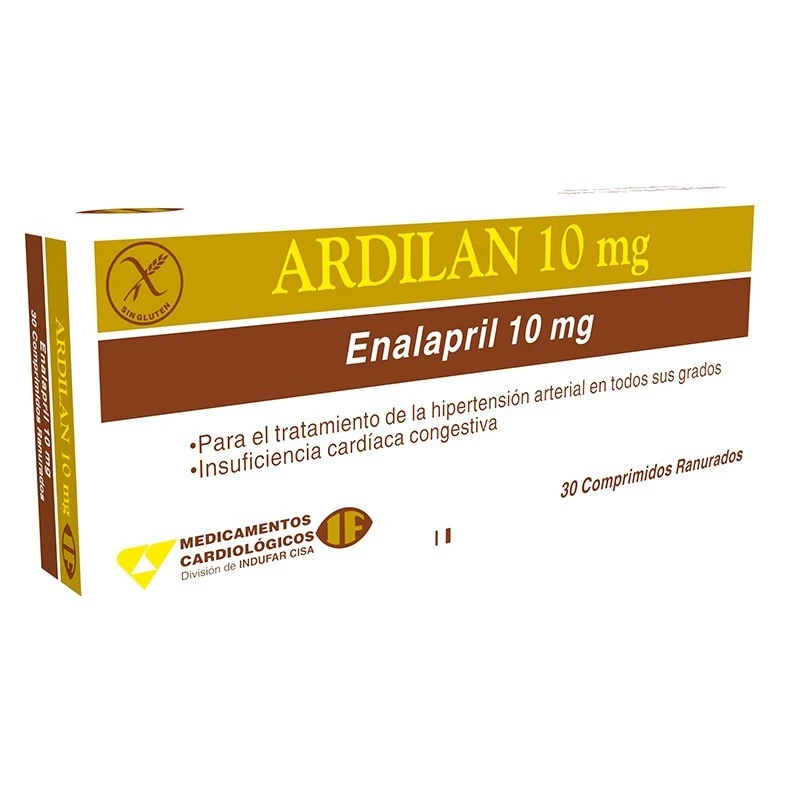 SIN GLUTEN
ARDILAN 10 mg
Enalapril 10 mg
•Para el tratamiento de la hipertensión arterial en todos sus grados
•Insuficiencia cardíaca congestiva
30 Comprimidos Ranurados
MEDICAMENTOS
CARDIOLÓGICOS
División de INDUFAR CISA
IF
ARDILAN 10 mg
Enalapril 10 mg
30 Comprimidos Ranurados
IF